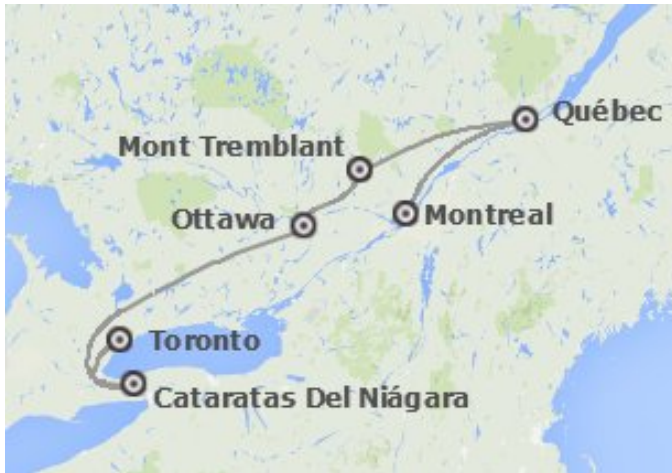 Québec
Mont Tremblant
Ottawa
Montreal
Toronto
Cataratas Del Niágara